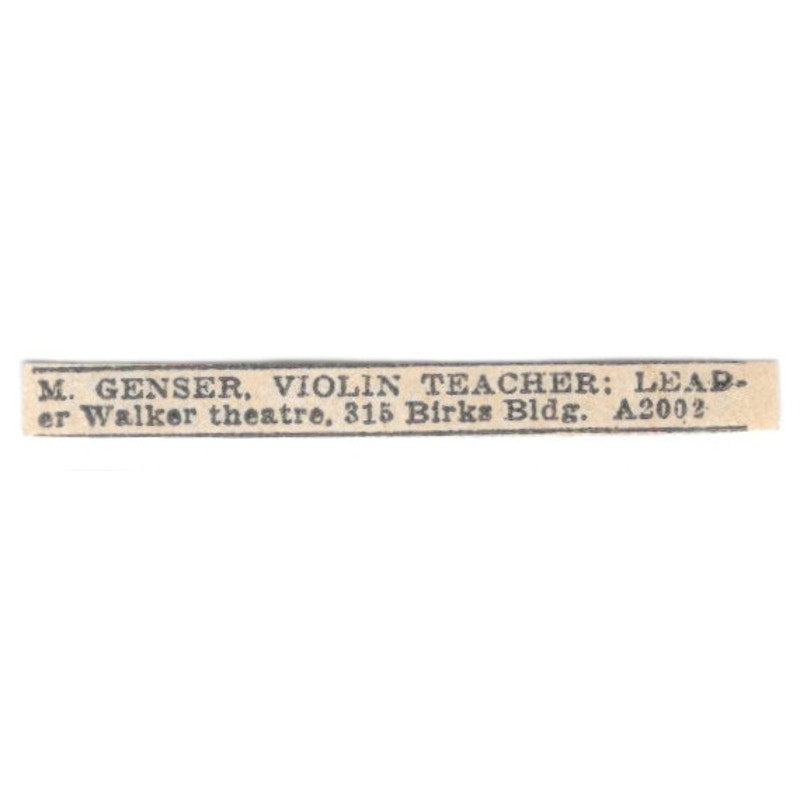 M. GENSER, VIOLIN TEACHER; LEAD-
er Walker theatre, 315 Birks Bldg. A2002